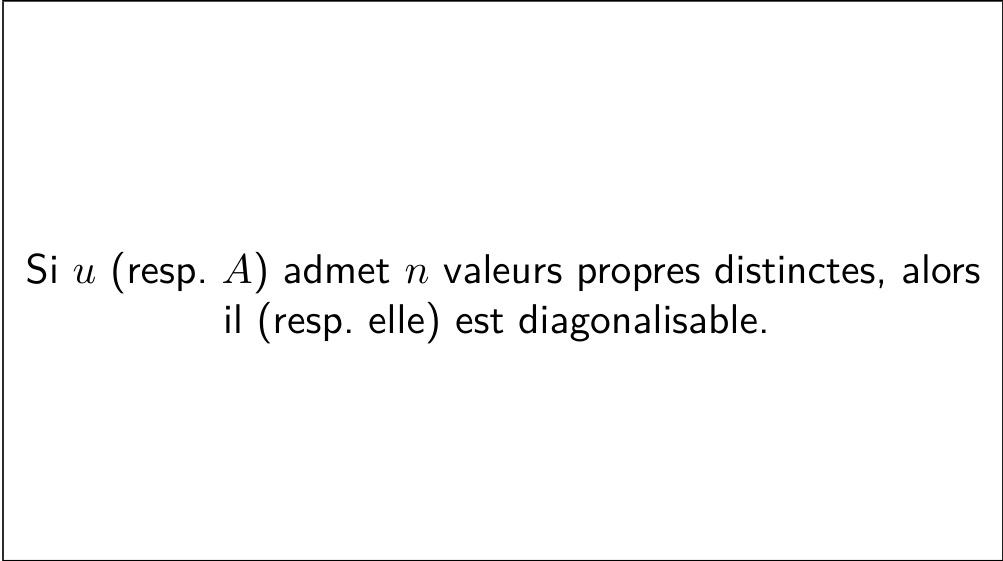 Si u (resp. A) admet n valeurs propres distinctes, alors
il (resp. elle) est diagonalisable.